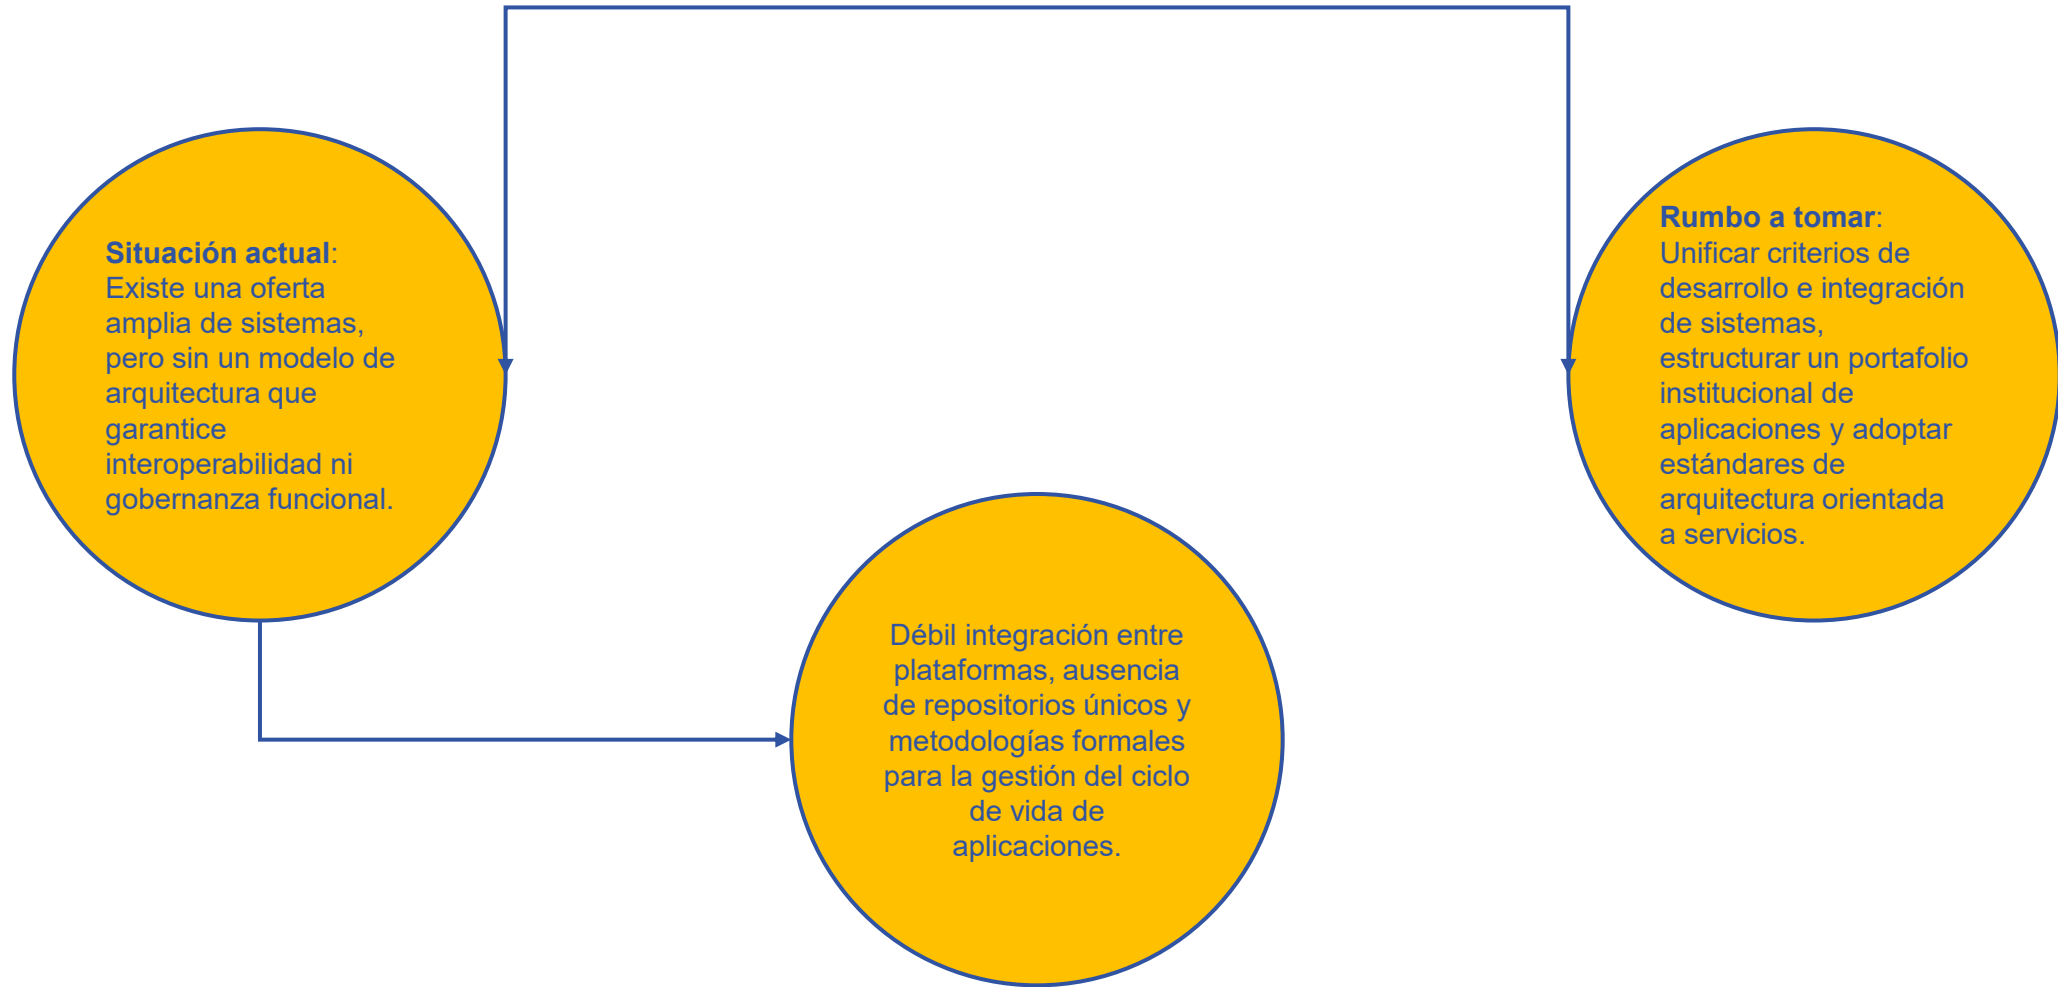 Situación actual:
Existe una oferta
amplia de sistemas,
pero sin un modelo de
arquitectura que
garantice
interoperabilidad ni
gobernanza funcional.
Débil integración entre
plataformas, ausencia
de repositorios únicos y
metodologías formales
para la gestión del ciclo
de vida de
aplicaciones.
Rumbo a tomar:
Unificar criterios de
desarrollo e integración
de sistemas,
estructurar un portafolio
institucional de
aplicaciones y adoptar
estándares de
arquitectura orientada
a servicios.